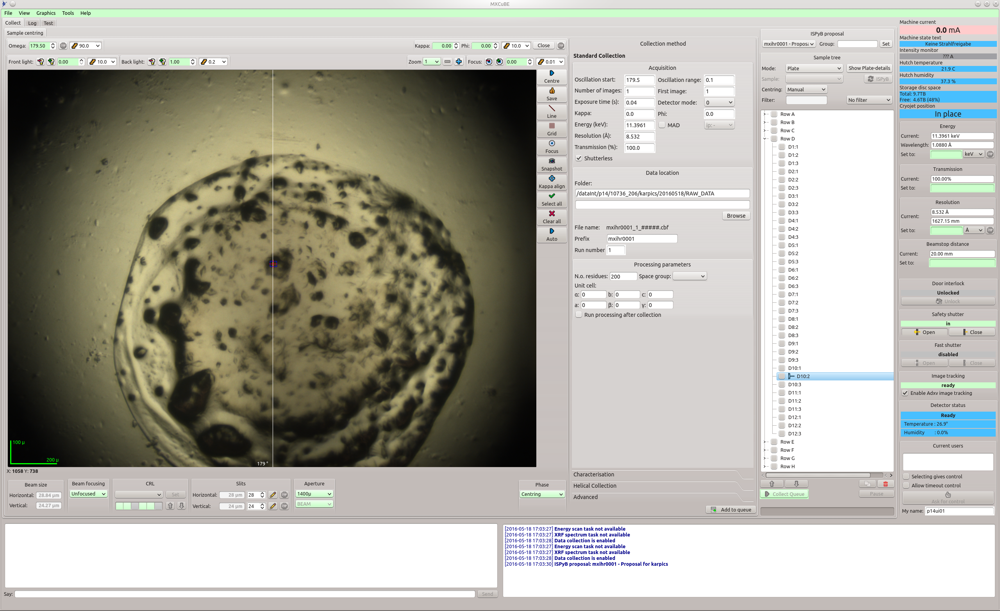 MXCuBE
File View Graphics Tools Help
Collect Log Test
Sample centring
Omega: 179.50 90.0 Kappa: 0.00 Phi: 0.00 10.0 Close
Front light: 0.00 10.0 Back light: 1.00 0.2 Zoom 1 Focus: 0.00 0.01
Centre
Save
Line
Grid
Focus
Snapshot
Kappa align
Select all
Clear all
Auto
100 µ
200 µ
179 °
X: 1058 Y: 738
Beam size
Horizontal: 28.84 µm
Vertical: 24.27 µm
Beam focusing
Unfocused
CRL
Set
Slits
Horizontal: 28 µm 28
Vertical: 24 µm 24
Aperture
1400µ
BEAM
Phase
Centring
Collection method
Standard Collection
Acquisition
Oscillation start: 179.5 Oscillation range: 0.1
Number of images: 1 First image: 1
Exposure time (s): 0.04 Detector mode: 0
Kappa: 0.0 Phi: 0.0
Energy (keV): 11.3961 MAD ip: -
Resolution (Å): 8.532
Transmission (%): 100.0
Shutterless
Data location
Folder:
/dataInt/p14/10736_206/karpics/20160518/RAW_DATA
Browse
File name: mxihr0001_1_#####.cbf
Prefix mxihr0001
Run number 1
Processing parameters
N.o. residues: 200 Space group:
Unit cell:
α: 0 b: 0 c: 0
a: 0 β: 0 γ: 0
Run processing after collection
Characterisation
Helical Collection
Advanced
Add to queue
ISPyB proposal
mxihr0001 - Propos Group: Set
Sample tree
Mode: Plate Show Plate-details
Sample: ISPyB
Centring: Manual
Filter: No filter
Row A
Row B
Row C
Row D
D1:1
D1:2
D1:3
D2:1
D2:2
D2:3
D3:1
D3:2
D3:3
D4:1
D4:2
D4:3
D5:1
D5:2
D5:3
D6:1
D6:2
D6:3
D7:1
D7:2
D7:3
D8:1
D8:2
D8:3
D9:1
D9:2
D9:3
D10:1
D10:2
D10:3
D11:1
D11:2
D11:3
D12:1
D12:2
D12:3
Row E
Row F
Row G
Row H
Collect Queue Pause
Machine current
0.0 mA
Machine state text
Keine Strahlfreigabe
Intensity monitor
??? A
Hutch temperature
21.9 C
Hutch humidity
37.3 %
Storage disc space
Total: 9.7TB
Free: 4.6TB (48%)
Cryojet position
In place
Energy
Current: 11.3961 keV
Wavelength: 1.0880 Å
Set to: keV
Transmission
Current: 100.00%
Set to:
Resolution
8.532 Å
Current:
1627.15 mm
Set to: Å
Beamstop distance
Current: 20.00 mm
Set to:
Door interlock
Unlocked
Unlock
Safety shutter
in
Open Close
Fast shutter
disabled
Open Close
Image tracking
ready
Enable Adxv image tracking
Detector status
Ready
Temperature : 26.9°
Humidity : 0.0%
Current users
Selecting gives control
Allow timeout control
Ask for control
My name: p14ui01
[2016-05-18 17:03:27] Energy scan task not available
[2016-05-18 17:03:27] XRF spectrum task not available
[2016-05-18 17:03:28] Data collection is enabled
[2016-05-18 17:03:27] Energy scan task not available
[2016-05-18 17:03:27] XRF spectrum task not available
[2016-05-18 17:03:28] Data collection is enabled
[2016-05-18 17:03:30] ISPyB proposal: mxihr0001 - Proposal for karpics
Say: Send